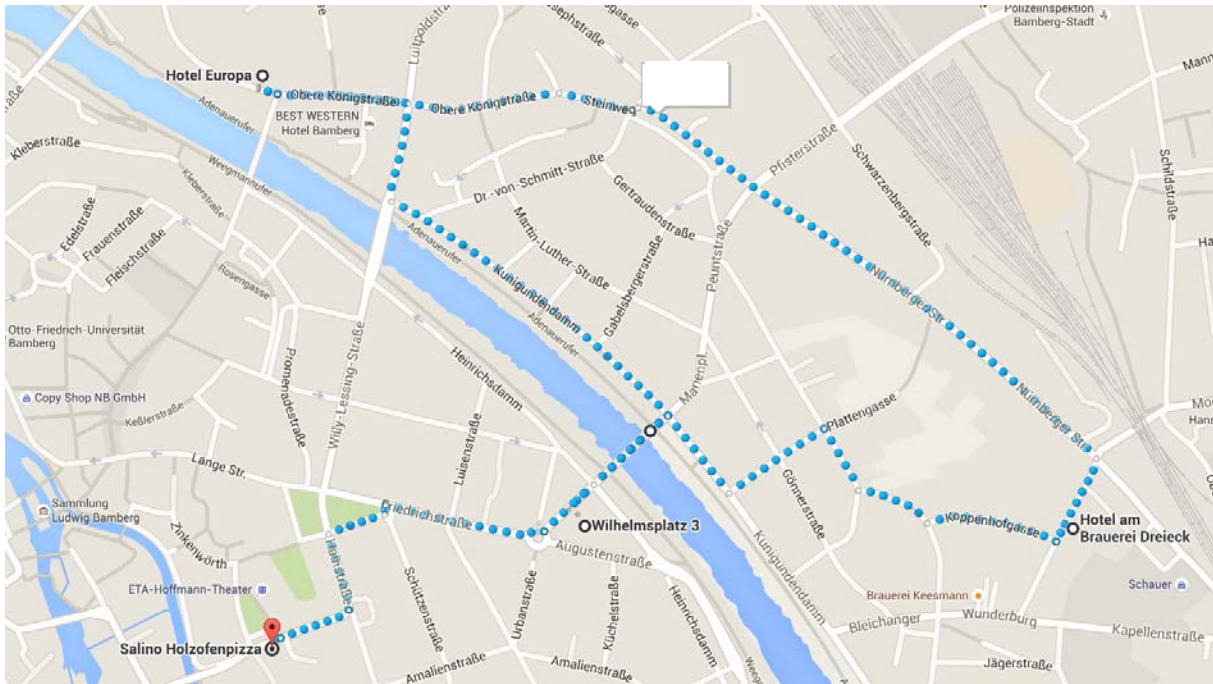 Polizeiinspektion
Bamberg-Stadt
Luitpoldstraße
Hotel Europa
Obere Königstraße
Obere Königstraße
Steinweg
BEST WESTERN
Hotel Bamberg
Adenauerufer
Kleberstraße
Weegmannufer
Kleberstraße
Pfisterstraße
Schwarzenbergstraße
Schildstraße
Dr.-von-Schmitt-Straße
Gertraudenstraße
Edelstraße
Frauenstraße
Fleischstraße
Martin-Luther-Straße
Adenauerufer
Peuntstraße
Rosengasse
Kunigundendamm
Gabelsbergerstraße
Nürnberger Str.
Adenauerufer
Otto-Friedrich-Universität
Bamberg
Willy-Lessing-Straße
Promenadestraße
Heinrichsdamm
Marienpl.
Nürnberger Str.
Copy Shop NB GmbH
Keßlerstraße
Plattengasse
Luisenstraße
Lange Str.
Gönnerstraße
Sammlung
Ludwig Bamberg
Friedrichstraße
Wilhelmsplatz 3
Koppenhofgasse
Hotel am
Brauerei Dreieck
Zinkenwörth
Augustenstraße
Kunigundendamm
Hainstraße
ETA-Hoffmann-Theater
Schützenstraße
Urbanstraße
Küchelstraße
Heinrichsdamm
Brauerei Keesmann
Schauer
Wunderburg
Bleichanger
Kapellenstraße
Salino Holzofenpizza
Amalienstraße
Amalienstraße
Jägerstraße